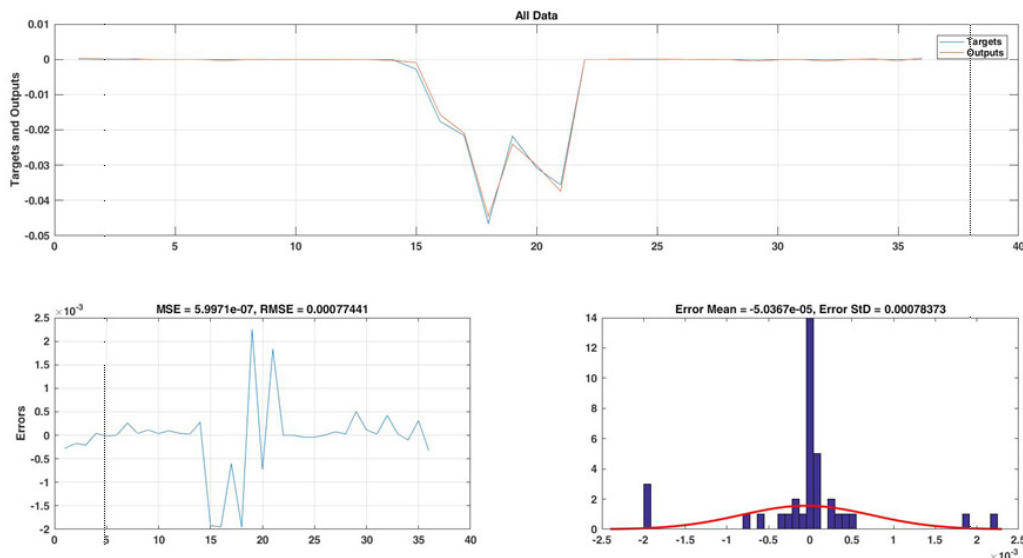 All Data
0.01
0
-0.01
-0.02
-0.03
-0.04
-0.05
Targets and Outputs
Targets
Outputs
0 5 10 15 20 25 30 35 40
MSE = 5.9971e-07, RMSE = 0.00077441
× 10⁻³
2.5
2
1.5
1
0.5
0
-0.5
-1
-1.5
-2
Errors
0 5 10 15 20 25 30 35 40
Error Mean = -5.0367e-05, Error StD = 0.00078373
14
12
10
8
6
4
2
0
-2.5 -2 -1.5 -1 -0.5 0 0.5 1 1.5 2 2.5
× 10⁻³